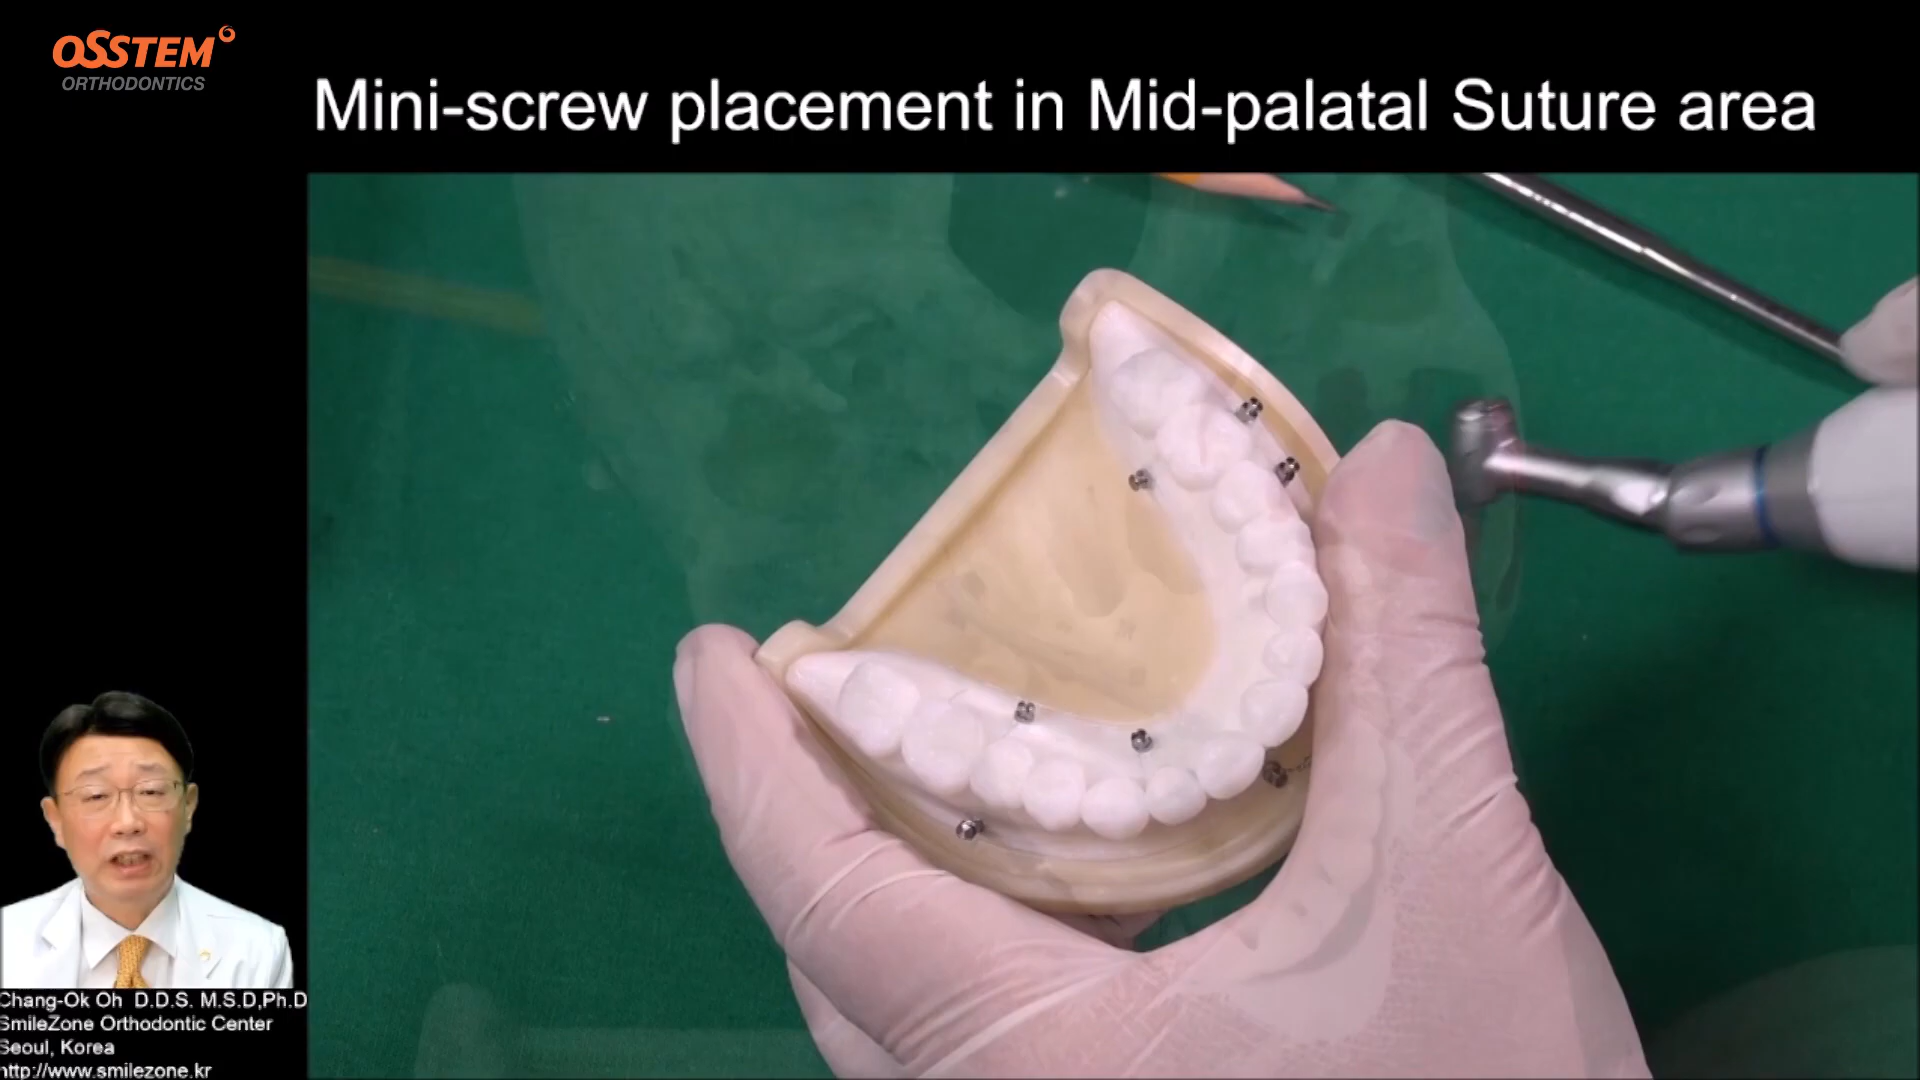 OSSTEM
ORTHODONTICS
Mini-screw placement in Mid-palatal Suture area
Chang-Ok Oh D.D.S. M.S.D,Ph.D
SmileZone Orthodontic Center
Seoul, Korea
http://www.smilezone.kr